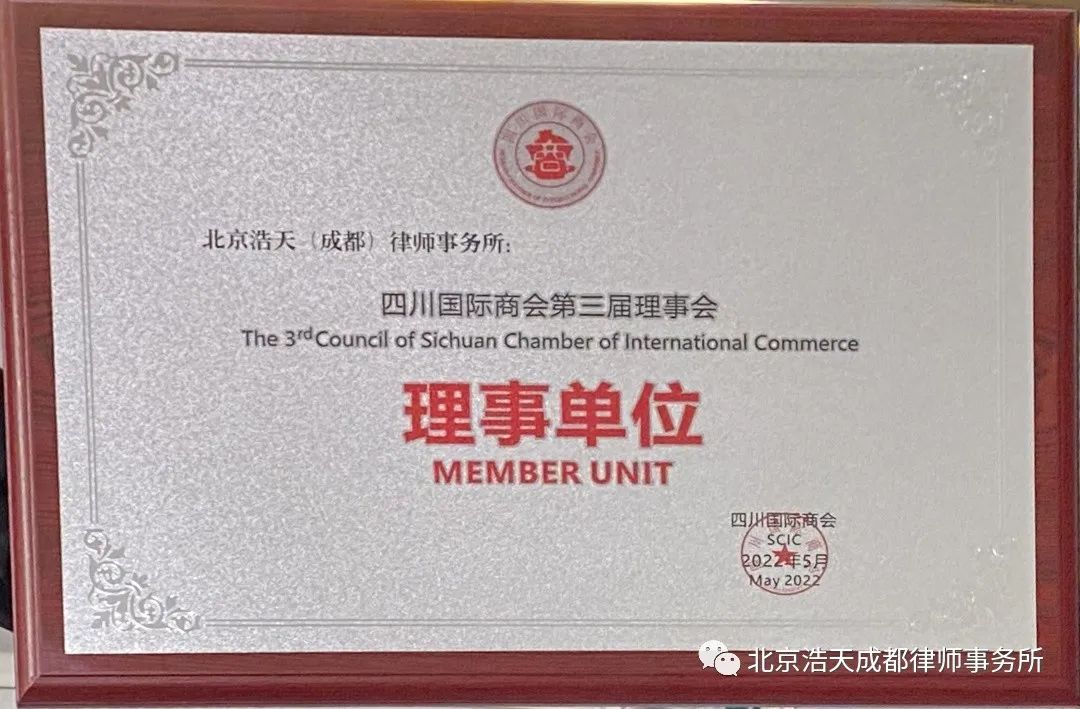 北京浩天（成都）律师事务所：
四川国际商会第三届理事会
The 3rd Council of Sichuan Chamber of International Commerce
理事单位
MEMBER UNIT
四川国际商会
SCIC
2022年5月
May 2022
北京浩天成都律师事务所